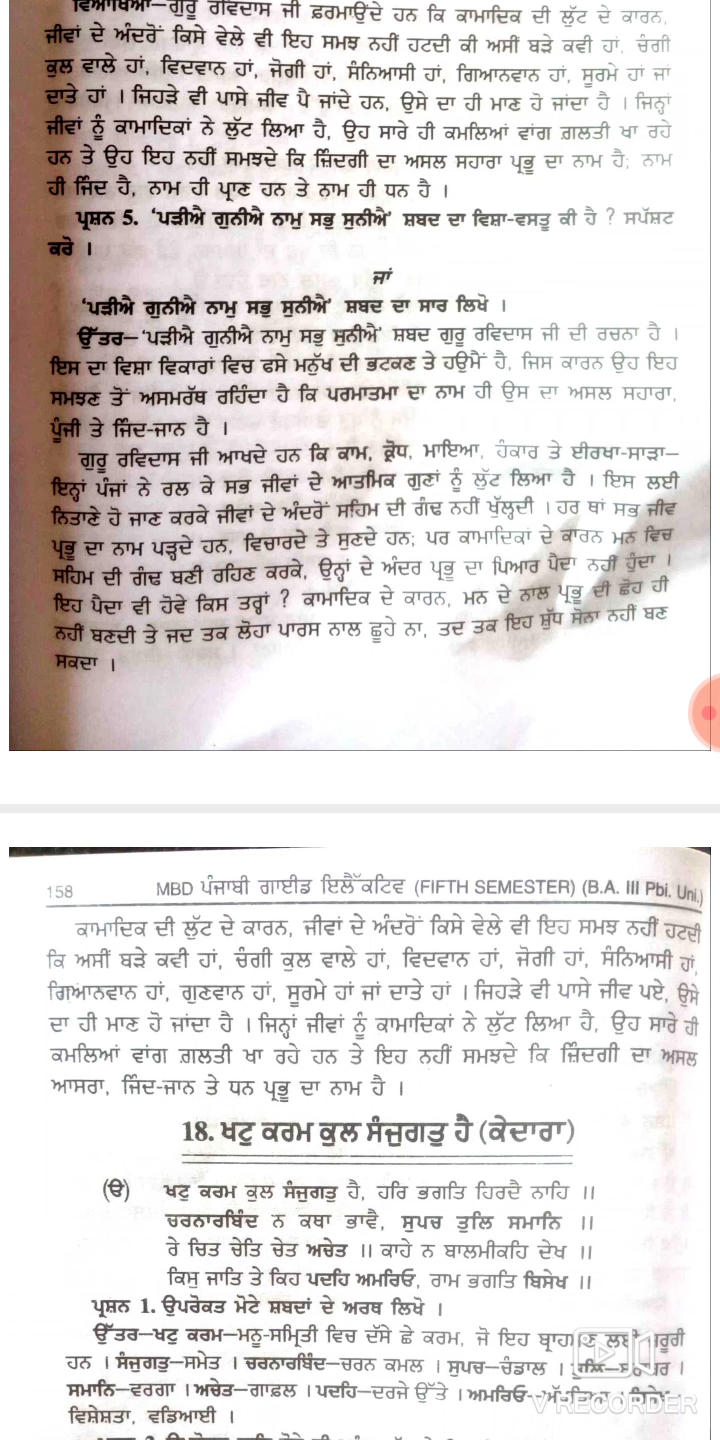 ਵਿਆਖਿਆ—ਗੁਰੂ ਰਵਿਦਾਸ ਜੀ ਫ਼ਰਮਾਉਂਦੇ ਹਨ ਕਿ ਕਾਮਾਦਿਕ ਦੀ ਲੁੱਟ ਦੇ ਕਾਰਨ,
ਜੀਵਾਂ ਦੇ ਅੰਦਰੋਂ ਕਿਸੇ ਵੇਲੇ ਵੀ ਇਹ ਸਮਝ ਨਹੀਂ ਹਟਦੀ ਕੀ ਅਸੀਂ ਬੜੇ ਕਵੀ ਹਾਂ, ਚੰਗੀ
ਕੁਲ ਵਾਲੇ ਹਾਂ, ਵਿਦਵਾਨ ਹਾਂ, ਜੋਗੀ ਹਾਂ, ਸੰਨਿਆਸੀ ਹਾਂ, ਗਿਆਨਵਾਨ ਹਾਂ, ਸੂਰਮੇ ਹਾਂ ਜਾਂ
ਦਾਤੇ ਹਾਂ । ਜਿਹੜੇ ਵੀ ਪਾਸੇ ਜੀਵ ਪੈ ਜਾਂਦੇ ਹਨ, ਉਸੇ ਦਾ ਹੀ ਮਾਣ ਹੋ ਜਾਂਦਾ ਹੈ । ਜਿਨ੍ਹਾਂ
ਜੀਵਾਂ ਨੂੰ ਕਾਮਾਦਿਕਾਂ ਨੇ ਲੁੱਟ ਲਿਆ ਹੈ, ਉਹ ਸਾਰੇ ਹੀ ਕਮਲਿਆਂ ਵਾਂਗ ਗ਼ਲਤੀ ਖਾ ਰਹੇ
ਹਨ ਤੇ ਉਹ ਇਹ ਨਹੀਂ ਸਮਝਦੇ ਕਿ ਜ਼ਿੰਦਗੀ ਦਾ ਅਸਲ ਸਹਾਰਾ ਪ੍ਰਭੂ ਦਾ ਨਾਮ ਹੈ; ਨਾਮ
ਹੀ ਜਿੰਦ ਹੈ, ਨਾਮ ਹੀ ਪ੍ਰਾਣ ਹਨ ਤੇ ਨਾਮ ਹੀ ਧਨ ਹੈ ।
ਪ੍ਰਸ਼ਨ 5. ‘ਪੜੀਐ ਗੁਨੀਐ ਨਾਮੁ ਸਭੁ ਸੁਨੀਐ’ ਸ਼ਬਦ ਦਾ ਵਿਸ਼ਾ-ਵਸਤੂ ਕੀ ਹੈ ? ਸਪੱਸ਼ਟ
ਕਰੋ ।
ਜਾਂ
‘ਪੜੀਐ ਗੁਨੀਐ ਨਾਮੁ ਸਭੁ ਸੁਨੀਐ’ ਸ਼ਬਦ ਦਾ ਸਾਰ ਲਿਖੋ ।
ਉੱਤਰ—‘ਪੜੀਐ ਗੁਨੀਐ ਨਾਮੁ ਸਭੁ ਸੁਨੀਐ’ ਸ਼ਬਦ ਗੁਰੂ ਰਵਿਦਾਸ ਜੀ ਦੀ ਰਚਨਾ ਹੈ ।
ਇਸ ਦਾ ਵਿਸ਼ਾ ਵਿਕਾਰਾਂ ਵਿਚ ਫਸੇ ਮਨੁੱਖ ਦੀ ਭਟਕਣ ਤੇ ਹਉਮੈਂ ਹੈ, ਜਿਸ ਕਾਰਨ ਉਹ ਇਹ
ਸਮਝਣ ਤੋਂ ਅਸਮਰੱਥ ਰਹਿੰਦਾ ਹੈ ਕਿ ਪਰਮਾਤਮਾ ਦਾ ਨਾਮ ਹੀ ਉਸ ਦਾ ਅਸਲ ਸਹਾਰਾ,
ਪੂੰਜੀ ਤੇ ਜਿੰਦ-ਜਾਨ ਹੈ ।
ਗੁਰੂ ਰਵਿਦਾਸ ਜੀ ਆਖਦੇ ਹਨ ਕਿ ਕਾਮ, ਕ੍ਰੋਧ, ਮਾਇਆ, ਹੰਕਾਰ ਤੇ ਈਰਖਾ-ਸਾੜਾ—
ਇਨ੍ਹਾਂ ਪੰਜਾਂ ਨੇ ਰਲ ਕੇ ਸਭ ਜੀਵਾਂ ਦੇ ਆਤਮਿਕ ਗੁਣਾਂ ਨੂੰ ਲੁੱਟ ਲਿਆ ਹੈ । ਇਸ ਲਈ
ਨਿਤਾਣੇ ਹੋ ਜਾਣ ਕਰਕੇ ਜੀਵਾਂ ਦੇ ਅੰਦਰੋਂ ਸਹਿਮ ਦੀ ਗੰਢ ਨਹੀਂ ਖੁੱਲ੍ਹਦੀ । ਹਰ ਥਾਂ ਸਭ ਜੀਵ
ਪ੍ਰਭੂ ਦਾ ਨਾਮ ਪੜ੍ਹਦੇ ਹਨ, ਵਿਚਾਰਦੇ ਤੇ ਸੁਣਦੇ ਹਨ; ਪਰ ਕਾਮਾਦਿਕਾਂ ਦੇ ਕਾਰਨ ਮਨ ਵਿਚ
ਸਹਿਮ ਦੀ ਗੰਢ ਬਣੀ ਰਹਿਣ ਕਰਕੇ, ਉਨ੍ਹਾਂ ਦੇ ਅੰਦਰ ਪ੍ਰਭੂ ਦਾ ਪਿਆਰ ਪੈਦਾ ਨਹੀਂ ਹੁੰਦਾ ।
ਇਹ ਪੈਦਾ ਵੀ ਹੋਵੇ ਕਿਸ ਤਰ੍ਹਾਂ ? ਕਾਮਾਦਿਕ ਦੇ ਕਾਰਨ, ਮਨ ਦੇ ਨਾਲ ਪ੍ਰਭੂ ਦੀ ਛੋਹ ਹੀ
ਨਹੀਂ ਬਣਦੀ ਤੇ ਜਦ ਤਕ ਲੋਹਾ ਪਾਰਸ ਨਾਲ ਛੂਹੇ ਨਾ, ਤਦ ਤਕ ਇਹ ਸ਼ੁੱਧ ਸੋਨਾ ਨਹੀਂ ਬਣ
ਸਕਦਾ ।
158 MBD ਪੰਜਾਬੀ ਗਾਈਡ ਇਲੈੱਕਟਿਵ (FIFTH SEMESTER) (B.A. III Pbi. Uni.)
ਕਾਮਾਦਿਕ ਦੀ ਲੁੱਟ ਦੇ ਕਾਰਨ, ਜੀਵਾਂ ਦੇ ਅੰਦਰੋਂ ਕਿਸੇ ਵੇਲੇ ਵੀ ਇਹ ਸਮਝ ਨਹੀਂ ਹਟਦੀ
ਕਿ ਅਸੀਂ ਬੜੇ ਕਵੀ ਹਾਂ, ਚੰਗੀ ਕੁਲ ਵਾਲੇ ਹਾਂ, ਵਿਦਵਾਨ ਹਾਂ, ਜੋਗੀ ਹਾਂ, ਸੰਨਿਆਸੀ ਹਾਂ,
ਗਿਆਨਵਾਨ ਹਾਂ, ਗੁਣਵਾਨ ਹਾਂ, ਸੂਰਮੇ ਹਾਂ ਜਾਂ ਦਾਤੇ ਹਾਂ । ਜਿਹੜੇ ਵੀ ਪਾਸੇ ਜੀਵ ਪਏ, ਉਸੇ
ਦਾ ਹੀ ਮਾਣ ਹੋ ਜਾਂਦਾ ਹੈ । ਜਿਨ੍ਹਾਂ ਜੀਵਾਂ ਨੂੰ ਕਾਮਾਦਿਕਾਂ ਨੇ ਲੁੱਟ ਲਿਆ ਹੈ, ਉਹ ਸਾਰੇ ਹੀ
ਕਮਲਿਆਂ ਵਾਂਗ ਗ਼ਲਤੀ ਖਾ ਰਹੇ ਹਨ ਤੇ ਇਹ ਨਹੀਂ ਸਮਝਦੇ ਕਿ ਜ਼ਿੰਦਗੀ ਦਾ ਅਸਲ
ਆਸਰਾ, ਜਿੰਦ-ਜਾਨ ਤੇ ਧਨ ਪ੍ਰਭੂ ਦਾ ਨਾਮ ਹੈ ।
18. ਖਟੁ ਕਰਮ ਕੁਲ ਸੰਜੁਗਤੁ ਹੈ (ਕੇਦਾਰਾ)
(ੳ) ਖਟੁ ਕਰਮ ਕੁਲ ਸੰਜੁਗਤੁ ਹੈ, ਹਰਿ ਭਗਤਿ ਹਿਰਦੈ ਨਾਹਿ ॥
ਚਰਨਾਰਬਿੰਦ ਨ ਕਥਾ ਭਾਵੈ, ਸੁਪਚ ਤੁਲਿ ਸਮਾਨਿ ॥
ਰੇ ਚਿਤ ਚੇਤਿ ਚੇਤ ਅਚੇਤ ॥ ਕਾਹੇ ਨ ਬਾਲਮੀਕਹਿ ਦੇਖ ॥
ਕਿਸੁ ਜਾਤਿ ਤੇ ਕਿਹ ਪਦਹਿ ਅਮਰਿਓ, ਰਾਮ ਭਗਤਿ ਬਿਸੇਖ ॥
ਪ੍ਰਸ਼ਨ 1. ਉਪਰੋਕਤ ਮੋਟੇ ਸ਼ਬਦਾਂ ਦੇ ਅਰਥ ਲਿਖੋ ।
ਉੱਤਰ—ਖਟੁ ਕਰਮ—ਮਨੂ-ਸਮ੍ਰਿਤੀ ਵਿਚ ਦੱਸੇ ਛੇ ਕਰਮ, ਜੋ ਇਹ ਬ੍ਰਾਹਮਣ ਲਈ ਜ਼ਰੂਰੀ
ਹਨ । ਸੰਜੁਗਤੁ—ਸਮੇਤ । ਚਰਨਾਰਬਿੰਦ—ਚਰਨ ਕਮਲ । ਸੁਪਚ—ਚੰਡਾਲ ।
ਸਮਾਨਿ—ਵਰਗਾ । ਅਚੇਤ—ਗਾਫ਼ਲ । ਪਦਹਿ—ਦਰਜੇ ਉੱਤੇ । ਅਮਰਿਓ—
V RECORDER
ਵਿਸ਼ੇਸ਼ਤਾ, ਵਡਿਆਈ ।